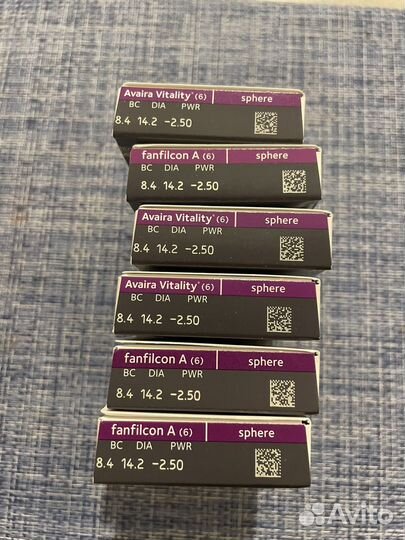 Avaira Vitality™ (6) sphere
BC DIA PWR
8.4 14.2 −2.50
fanfilcon A (6) sphere
BC DIA PWR
8.4 14.2 −2.50
Avaira Vitality™ (6) sphere
BC DIA PWR
8.4 14.2 −2.50
Avaira Vitality™ (6) sphere
BC DIA PWR
8.4 14.2 −2.50
fanfilcon A (6) sphere
BC DIA PWR
8.4 14.2 −2.50
fanfilcon A (6) sphere
BC DIA PWR
8.4 14.2 −2.50
Avito